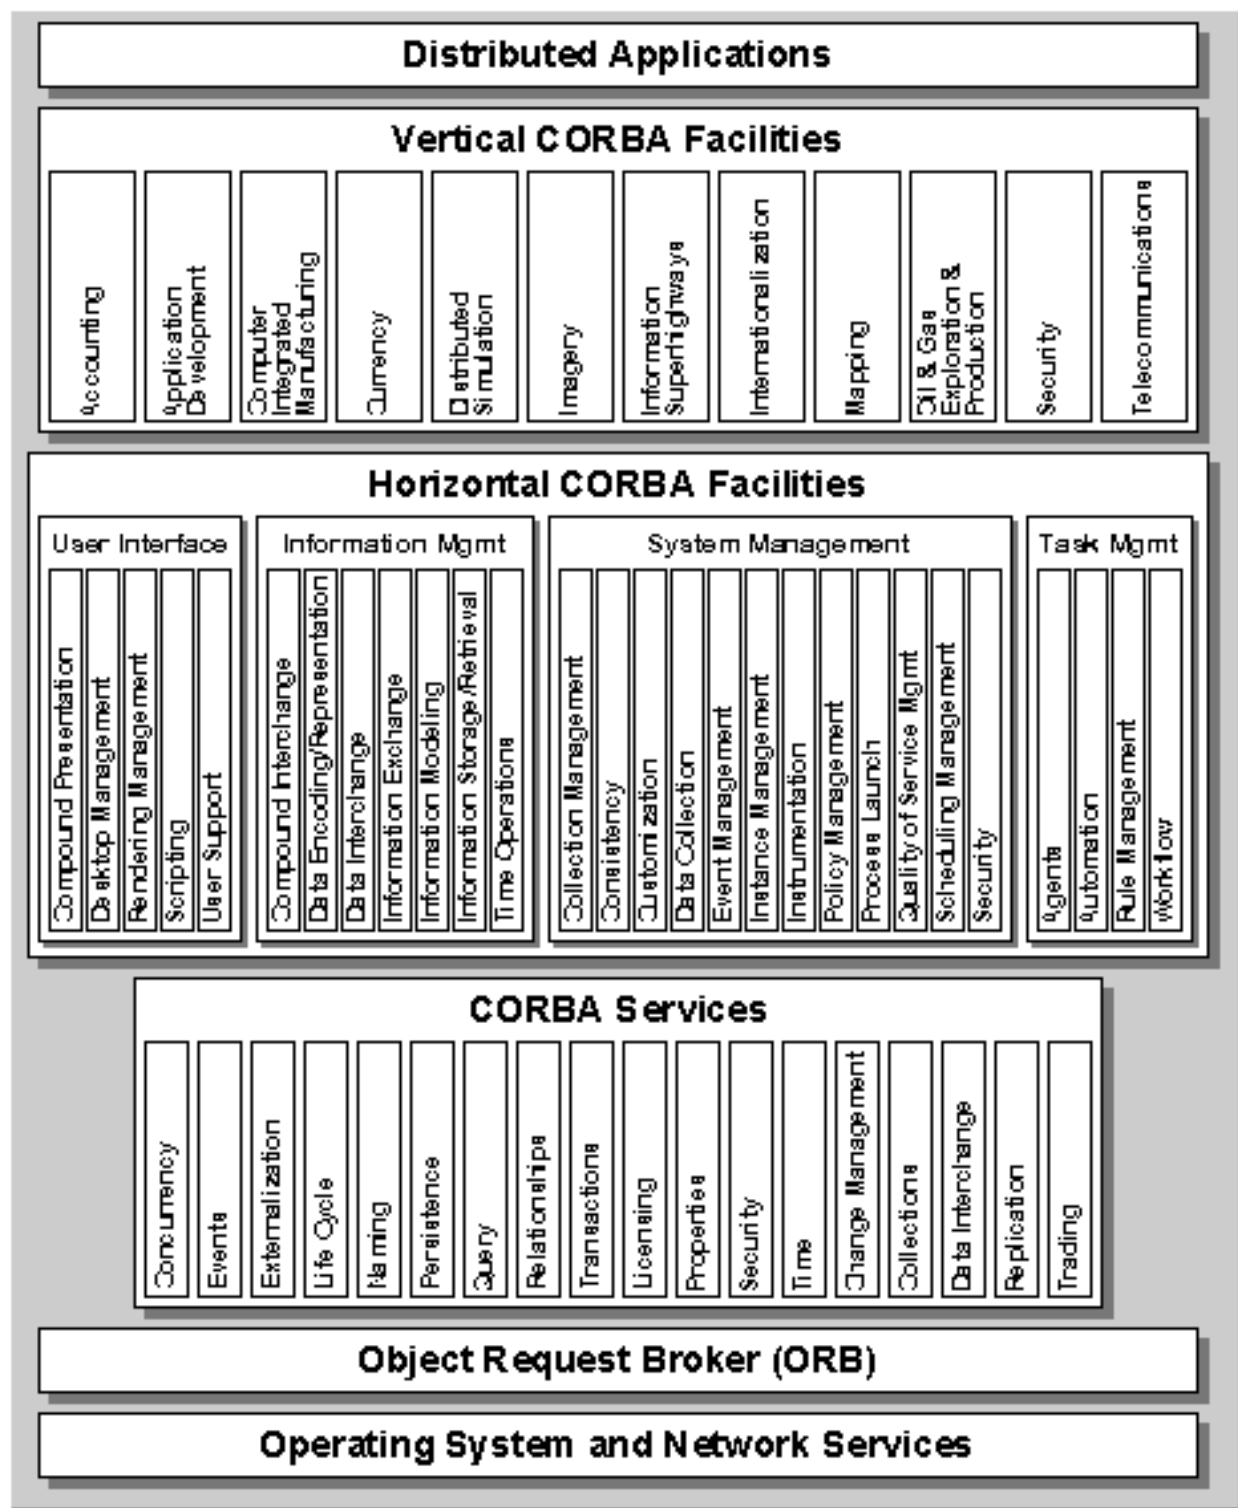 Distributed Applications
Vertical CORBA Facilities
Accounting
Application
Development
Computer
Integrated
Manufacturing
Currency
Distributed
Simulation
Imagery
Information
Superhighways
Internationalization
Mapping
Oil & Gas
Exploration &
Production
Security
Telecommunications
Horizontal CORBA Facilities
User Interface
Compound Presentation
Desktop Management
Rendering Management
Scripting
User Support
Information Mgmt
Compound Interchange
Data Encoding/Representation
Data Interchange
Information Exchange
Information Modeling
Information Storage/Retrieval
Time Operations
System Management
Collection Management
Consistency
Customization
Data Collection
Event Management
Instance Management
Instrumentation
Policy Management
Process Launch
Quality of Service Mgmt
Scheduling Management
Security
Task Mgmt
Agents
Automation
Rule Management
Workflow
CORBA Services
Concurrency
Events
Externalization
Life Cycle
Naming
Persistence
Query
Relationships
Transactions
Licensing
Properties
Security
Time
Change Management
Collections
Data Interchange
Replication
Trading
Object Request Broker (ORB)
Operating System and Network Services